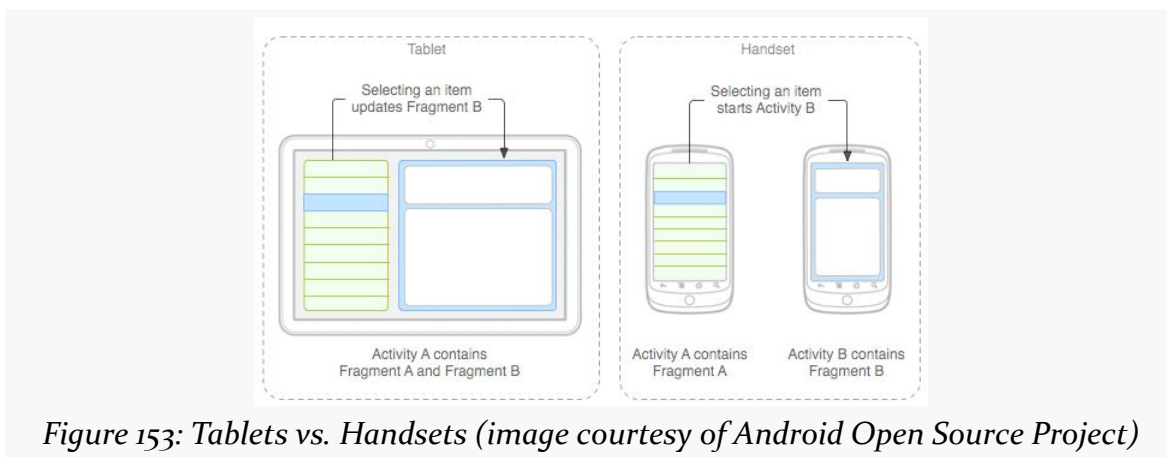 Tablet
Selecting an item
updates Fragment B
Activity A contains
Fragment A and Fragment B
Handset
Selecting an item
starts Activity B
Activity A contains
Fragment A
Activity B contains
Fragment B
Figure 153: Tablets vs. Handsets (image courtesy of Android Open Source Project)